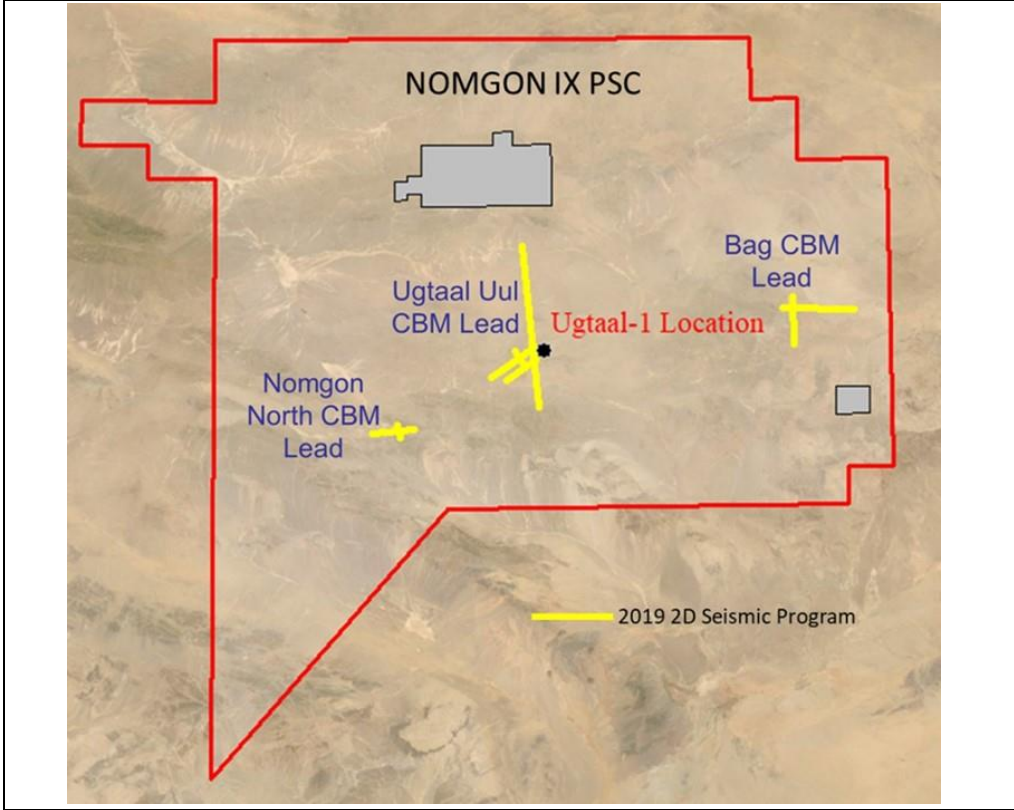 NOMGON IX PSC
Bag CBM
Lead
Ugtaal Uul
CBM Lead
Ugtaal-1 Location
Nomgon
North CBM
Lead
2019 2D Seismic Program